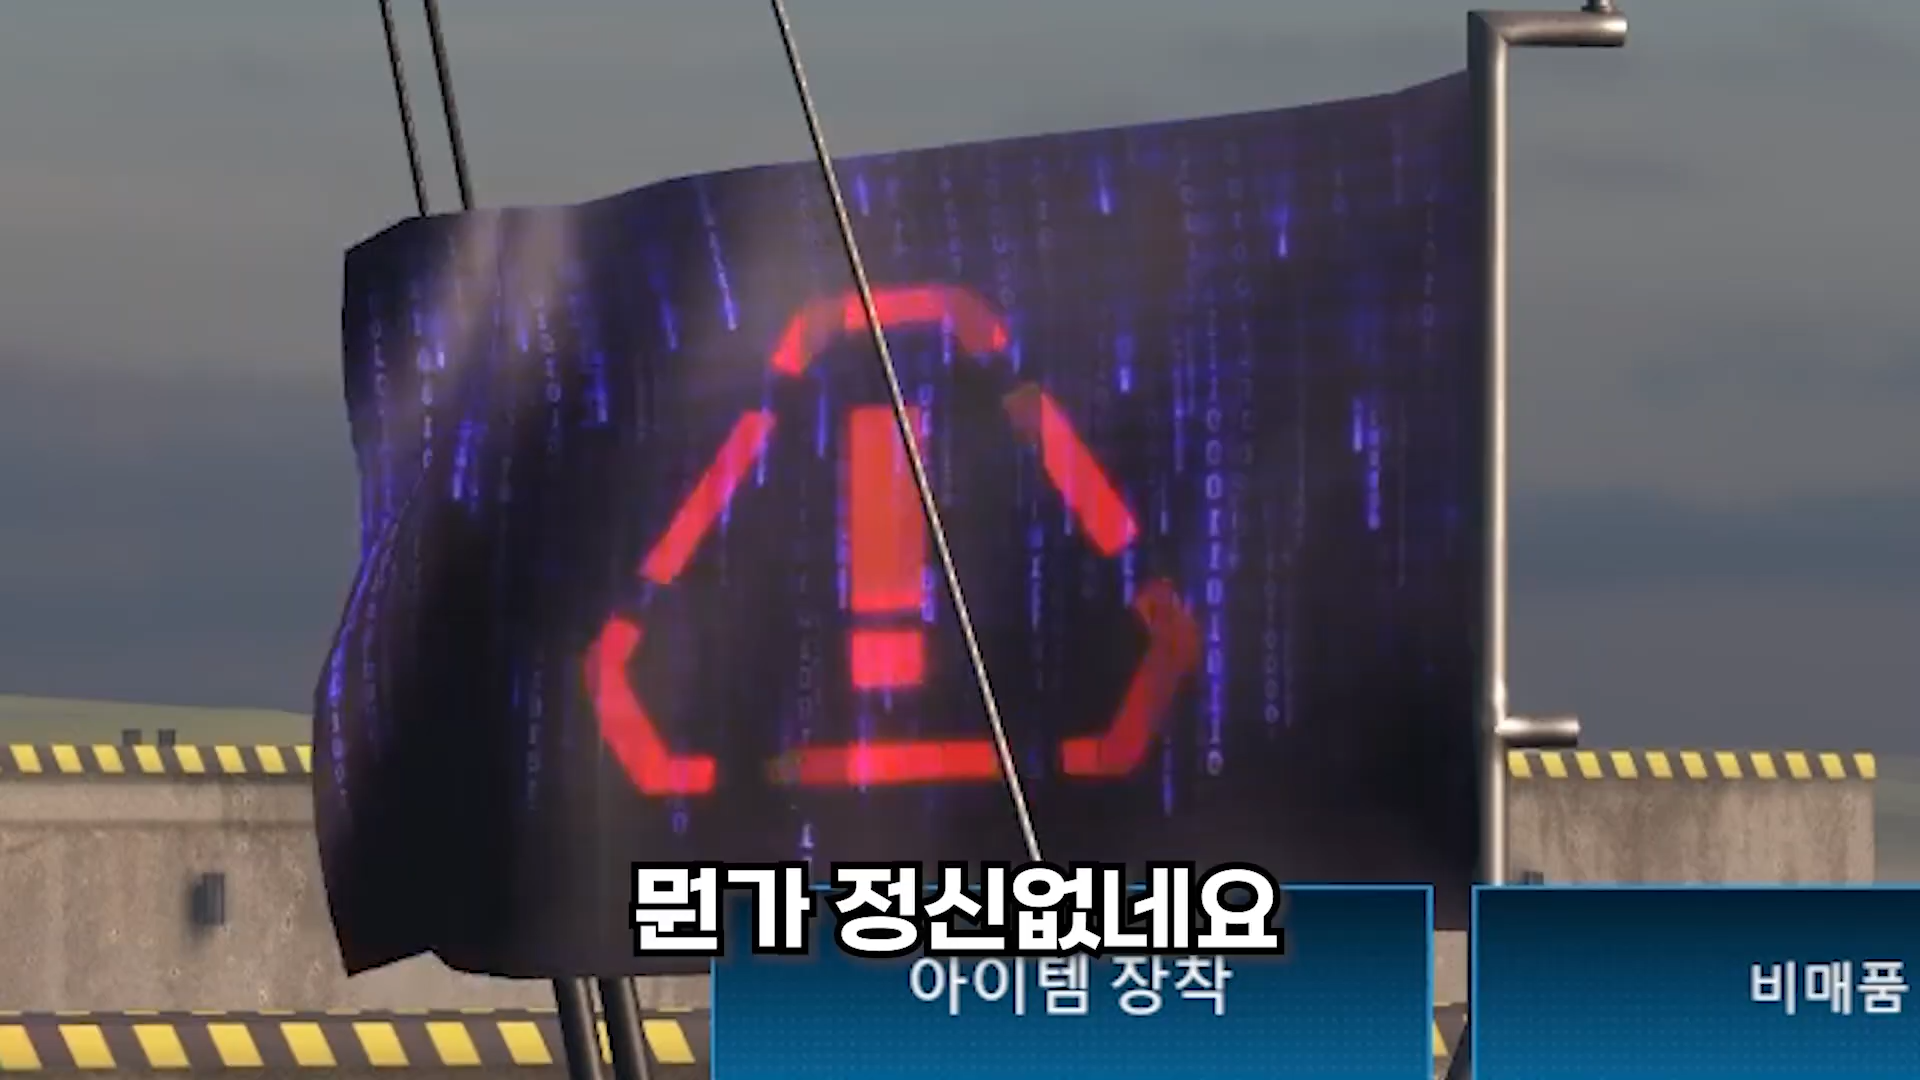 뭔가 정신없네요
아이템 장착
비매품